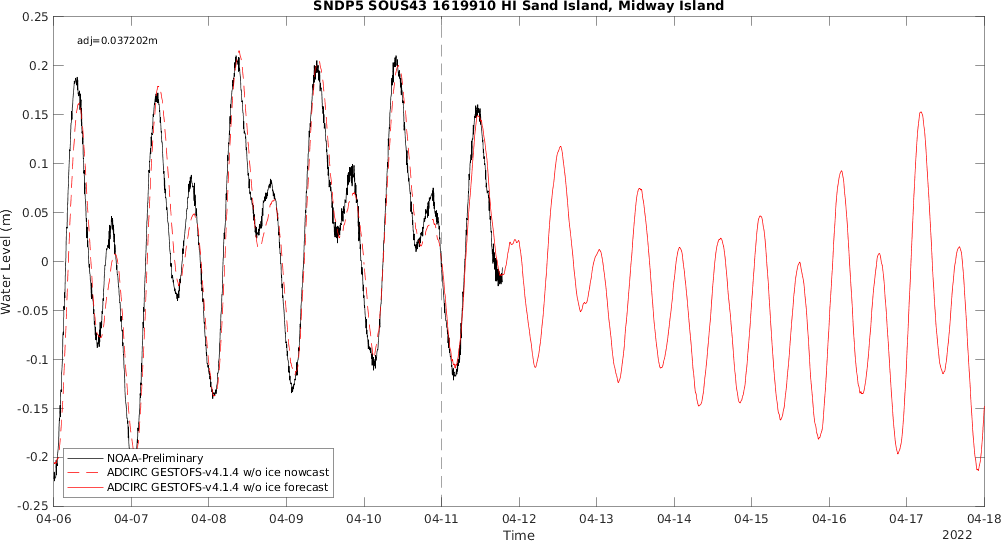 SNDP5 SOUS43 1619910 HI Sand Island, Midway Island
adj=0.037202m
0.25
0.2
0.15
0.1
0.05
0
-0.05
-0.1
-0.15
-0.2
-0.25
Water Level (m)
NOAA-Preliminary
ADCIRC GESTOFS-v4.1.4 w/o ice nowcast
ADCIRC GESTOFS-v4.1.4 w/o ice forecast
04-06 04-07 04-08 04-09 04-10 04-11 04-12 04-13 04-14 04-15 04-16 04-17 04-18
Time
2022